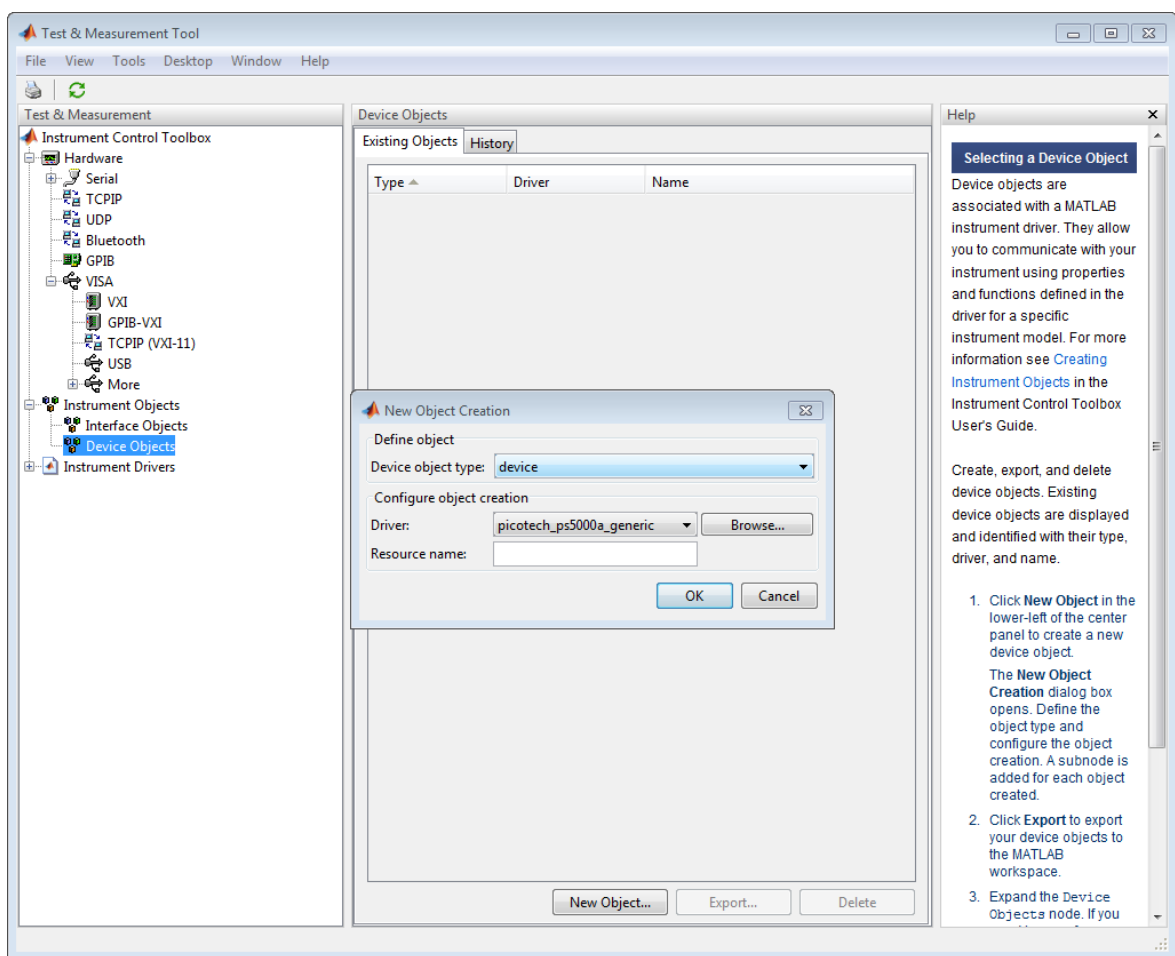 Test & Measurement Tool
File View Tools Desktop Window Help
Test & Measurement
Instrument Control Toolbox
Hardware
Serial
TCPIP
UDP
Bluetooth
GPIB
VISA
VXI
GPIB-VXI
TCPIP (VXI-11)
USB
More
Instrument Objects
Interface Objects
Device Objects
Instrument Drivers
Device Objects
Existing Objects History
Type Driver Name
New Object Creation
Define object
Device object type: device
Configure object creation
Driver: picotech_ps5000a_generic Browse...
Resource name:
OK Cancel
New Object... Export... Delete
Help
Selecting a Device Object
Device objects are
associated with a MATLAB
instrument driver. They allow
you to communicate with your
instrument using properties
and functions defined in the
driver for a specific
instrument model. For more
information see Creating
Instrument Objects in the
Instrument Control Toolbox
User's Guide.
Create, export, and delete
device objects. Existing
device objects are displayed
and identified with their type,
driver, and name.
1. Click New Object in the
lower-left of the center
panel to create a new
device object.
The New Object
Creation dialog box
opens. Define the
object type and
configure the object
creation. A subnode is
added for each object
created.
2. Click Export to export
your device objects to
the MATLAB
workspace.
3. Expand the Device
Objects node. If you